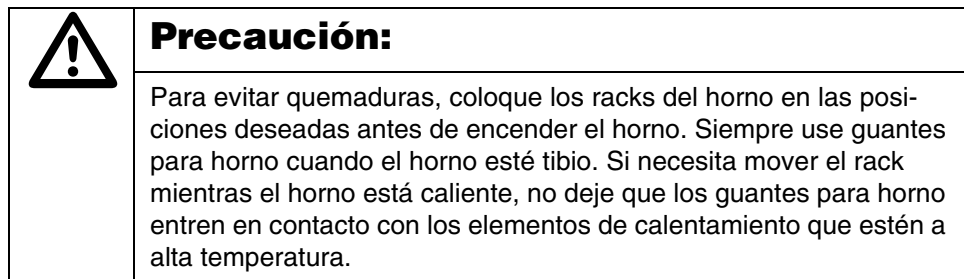 Precaución:
Para evitar quemaduras, coloque los racks del horno en las posi-
ciones deseadas antes de encender el horno. Siempre use guantes
para horno cuando el horno esté tibio. Si necesita mover el rack
mientras el horno está caliente, no deje que los guantes para horno
entren en contacto con los elementos de calentamiento que estén a
alta temperatura.